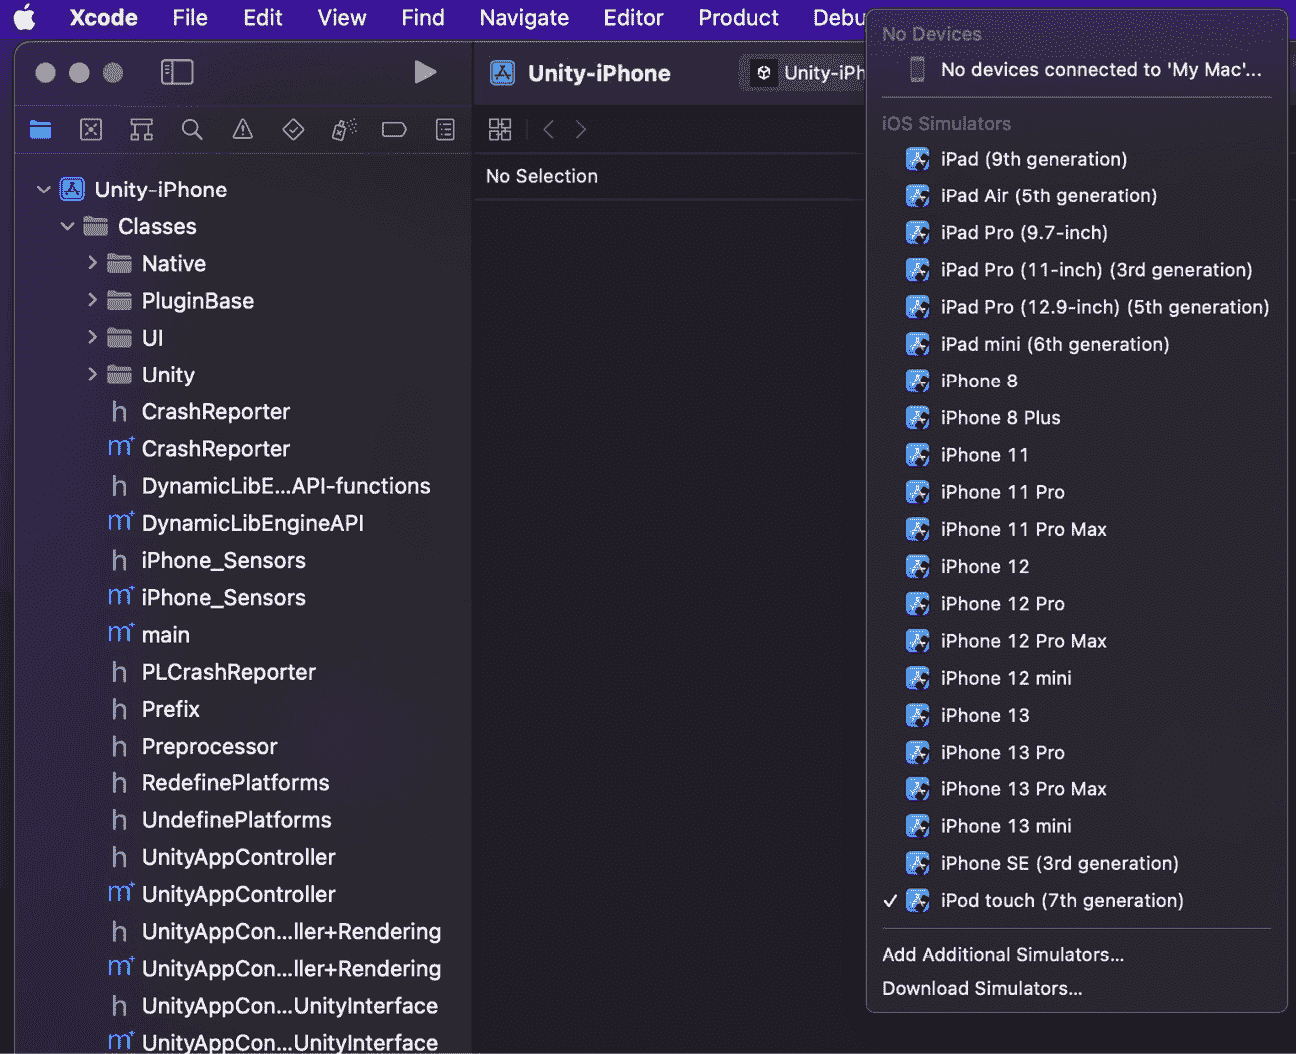 Xcode File Edit View Find Navigate Editor Product Debu
Unity-iPhone Unity-iPh
No Selection
Unity-iPhone
Classes
Native
PluginBase
UI
Unity
h CrashReporter
m+ CrashReporter
h DynamicLibE...API-functions
m+ DynamicLibEngineAPI
h iPhone_Sensors
m+ iPhone_Sensors
m+ main
h PLCrashReporter
h Prefix
h Preprocessor
h RedefinePlatforms
h UndefinePlatforms
h UnityAppController
m+ UnityAppController
h UnityAppCon...ller+Rendering
m+ UnityAppCon...ller+Rendering
h UnityAppCon...UnityInterface
m+ UnityAppCon...UnityInterface
No Devices
No devices connected to 'My Mac'...
iOS Simulators
iPad (9th generation)
iPad Air (5th generation)
iPad Pro (9.7-inch)
iPad Pro (11-inch) (3rd generation)
iPad Pro (12.9-inch) (5th generation)
iPad mini (6th generation)
iPhone 8
iPhone 8 Plus
iPhone 11
iPhone 11 Pro
iPhone 11 Pro Max
iPhone 12
iPhone 12 Pro
iPhone 12 Pro Max
iPhone 12 mini
iPhone 13
iPhone 13 Pro
iPhone 13 Pro Max
iPhone 13 mini
iPhone SE (3rd generation)
✓ iPod touch (7th generation)
Add Additional Simulators...
Download Simulators...